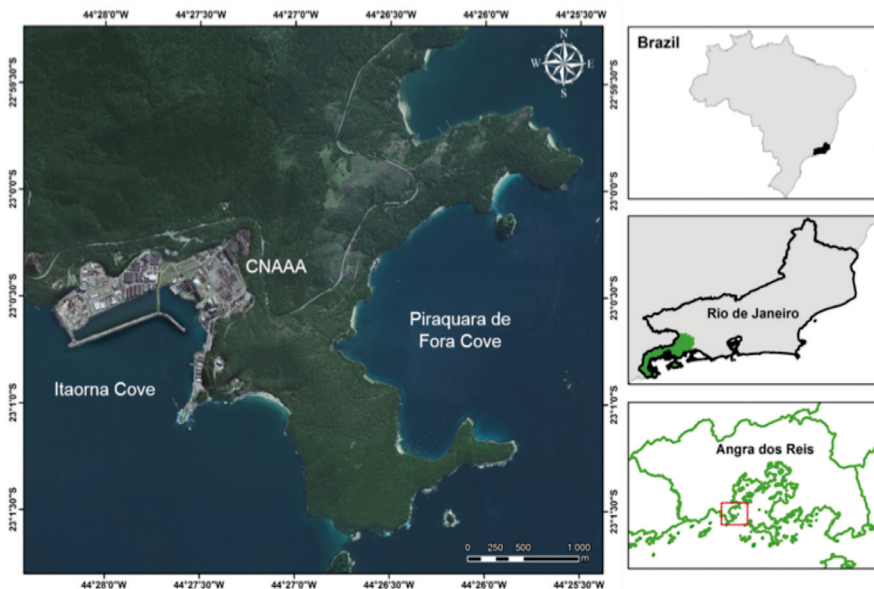 44°28'0"W 44°27'30"W 44°27'0"W 44°26'30"W 44°26'0"W 44°25'30"W
22°59'30"S
23°0'0"S
23°0'30"S
23°1'0"S
23°1'30"S
N
W E
S
CNAAA
Piraquara de
Fora Cove
Itaorna Cove
0 250 500 1 000
m
44°28'0"W 44°27'30"W 44°27'0"W 44°26'30"W 44°26'0"W 44°25'30"W
22°59'30"S
23°0'0"S
23°0'30"S
23°1'0"S
23°1'30"S
Brazil
Rio de Janeiro
Angra dos Reis